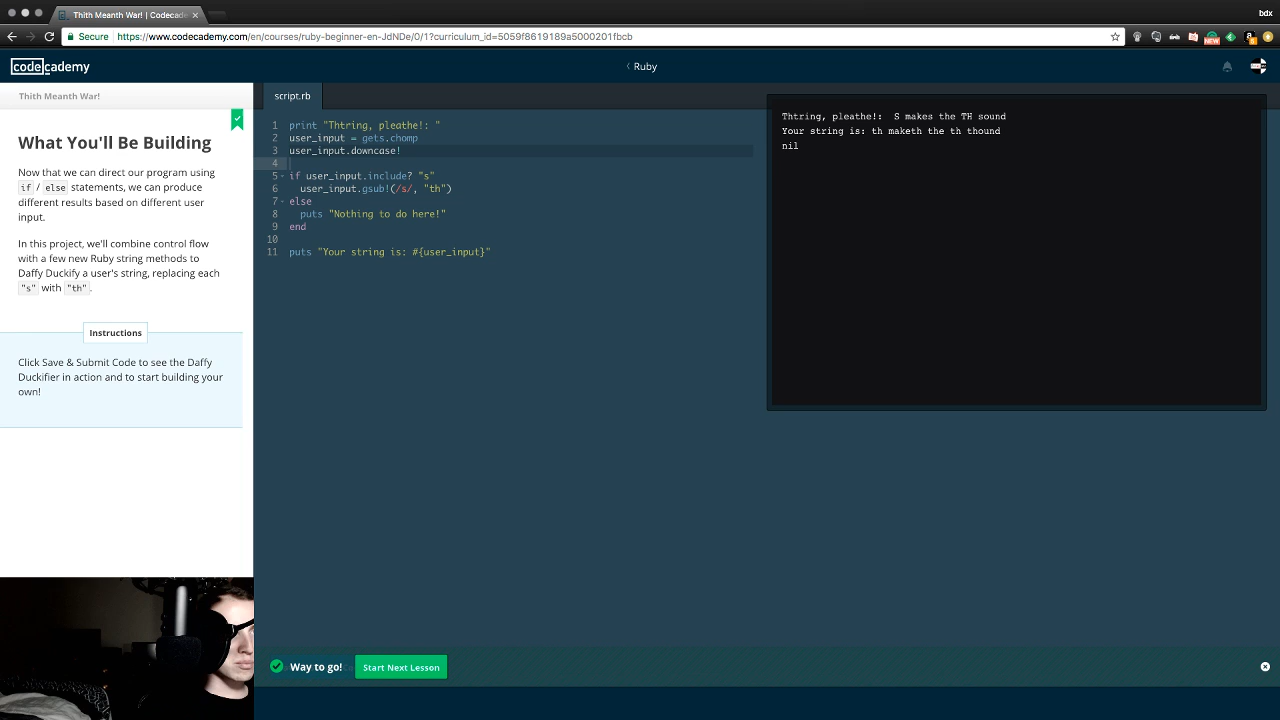 Thith Meanth War! | Codecad
bdx
Secure
https://www.codecademy.com/en/courses/ruby-beginner-en-JdNDe/0/1?curriculum_id=5059f8619189a5000201fbcb
NEW
codecademy
Ruby
Thith Meanth War!
What You'll Be Building
Now that we can direct our program using
if / else statements, we can produce
different results based on different user
input.
In this project, we'll combine control flow
with a few new Ruby string methods to
Daffy Duckify a user's string, replacing each
"s" with "th".
Instructions
Click Save & Submit Code to see the Daffy
Duckifier in action and to start building your
own!
script.rb
1 print "Thtring, pleathe!: "
2 user_input = gets.chomp
3 user_input.downcase!
4
5 if user_input.include? "s"
6 user_input.gsub!(/s/, "th")
7 else
8 puts "Nothing to do here!"
9 end
10
11 puts "Your string is: #{user_input}"
Thtring, pleathe!:  S makes the TH sound
Your string is: th maketh the th thound
nil
Way to go!
Start Next Lesson